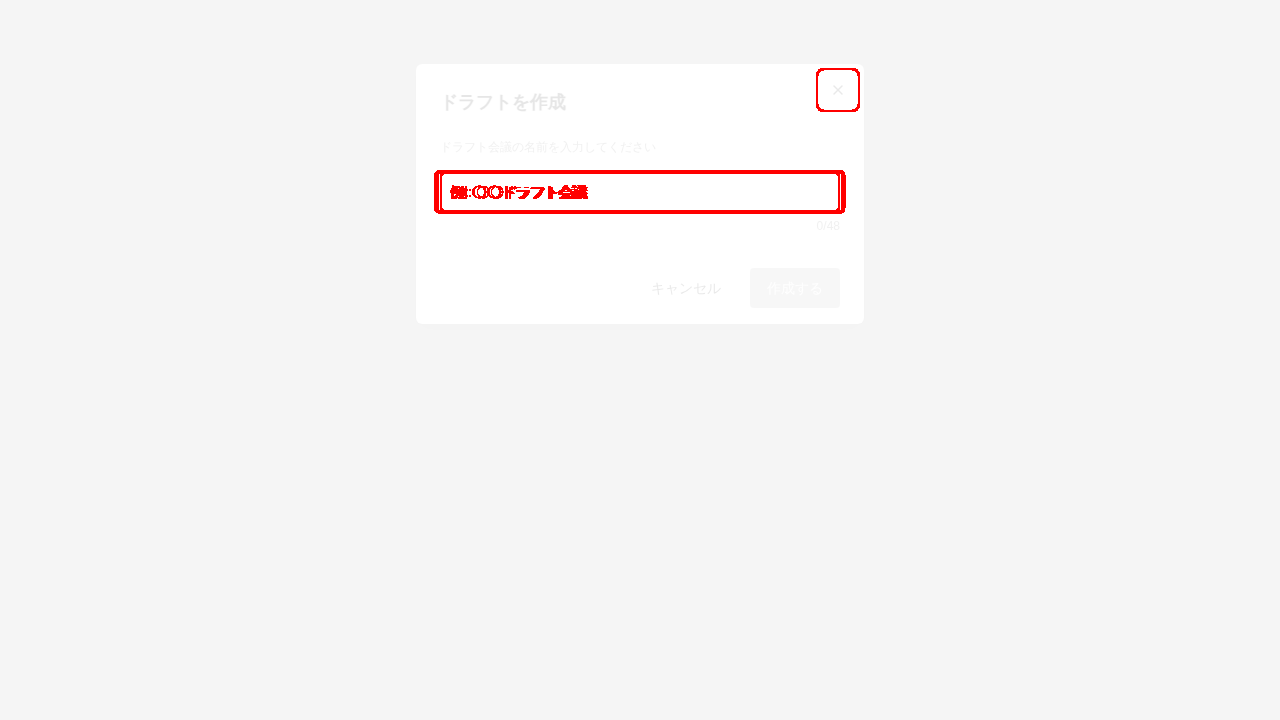 ドラフトを作成
×
ドラフト会議の名前を入力してください
例:〇〇ドラフト会議
0/48
キャンセル
作成する